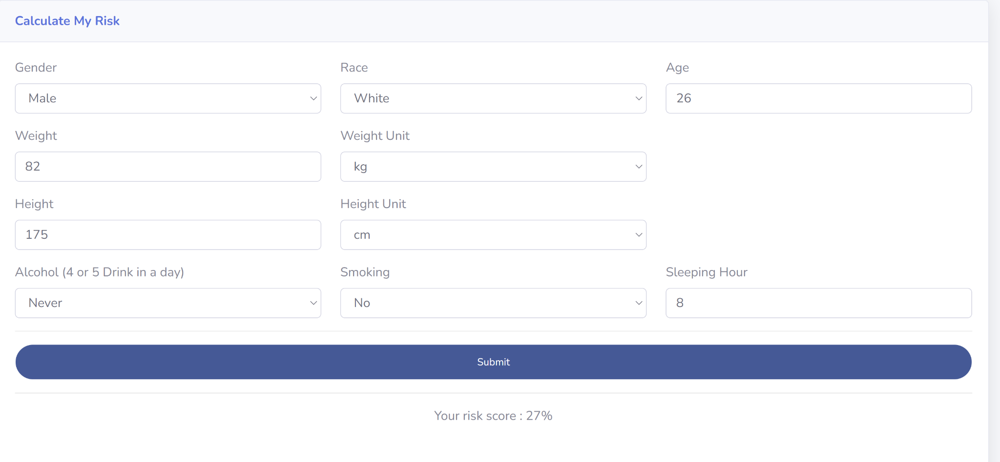 Calculate My Risk
Gender Race Age
Male White 26
Weight Weight Unit
82 kg
Height Height Unit
175 cm
Alcohol (4 or 5 Drink in a day) Smoking Sleeping Hour
Never No 8
Submit
Your risk score : 27%